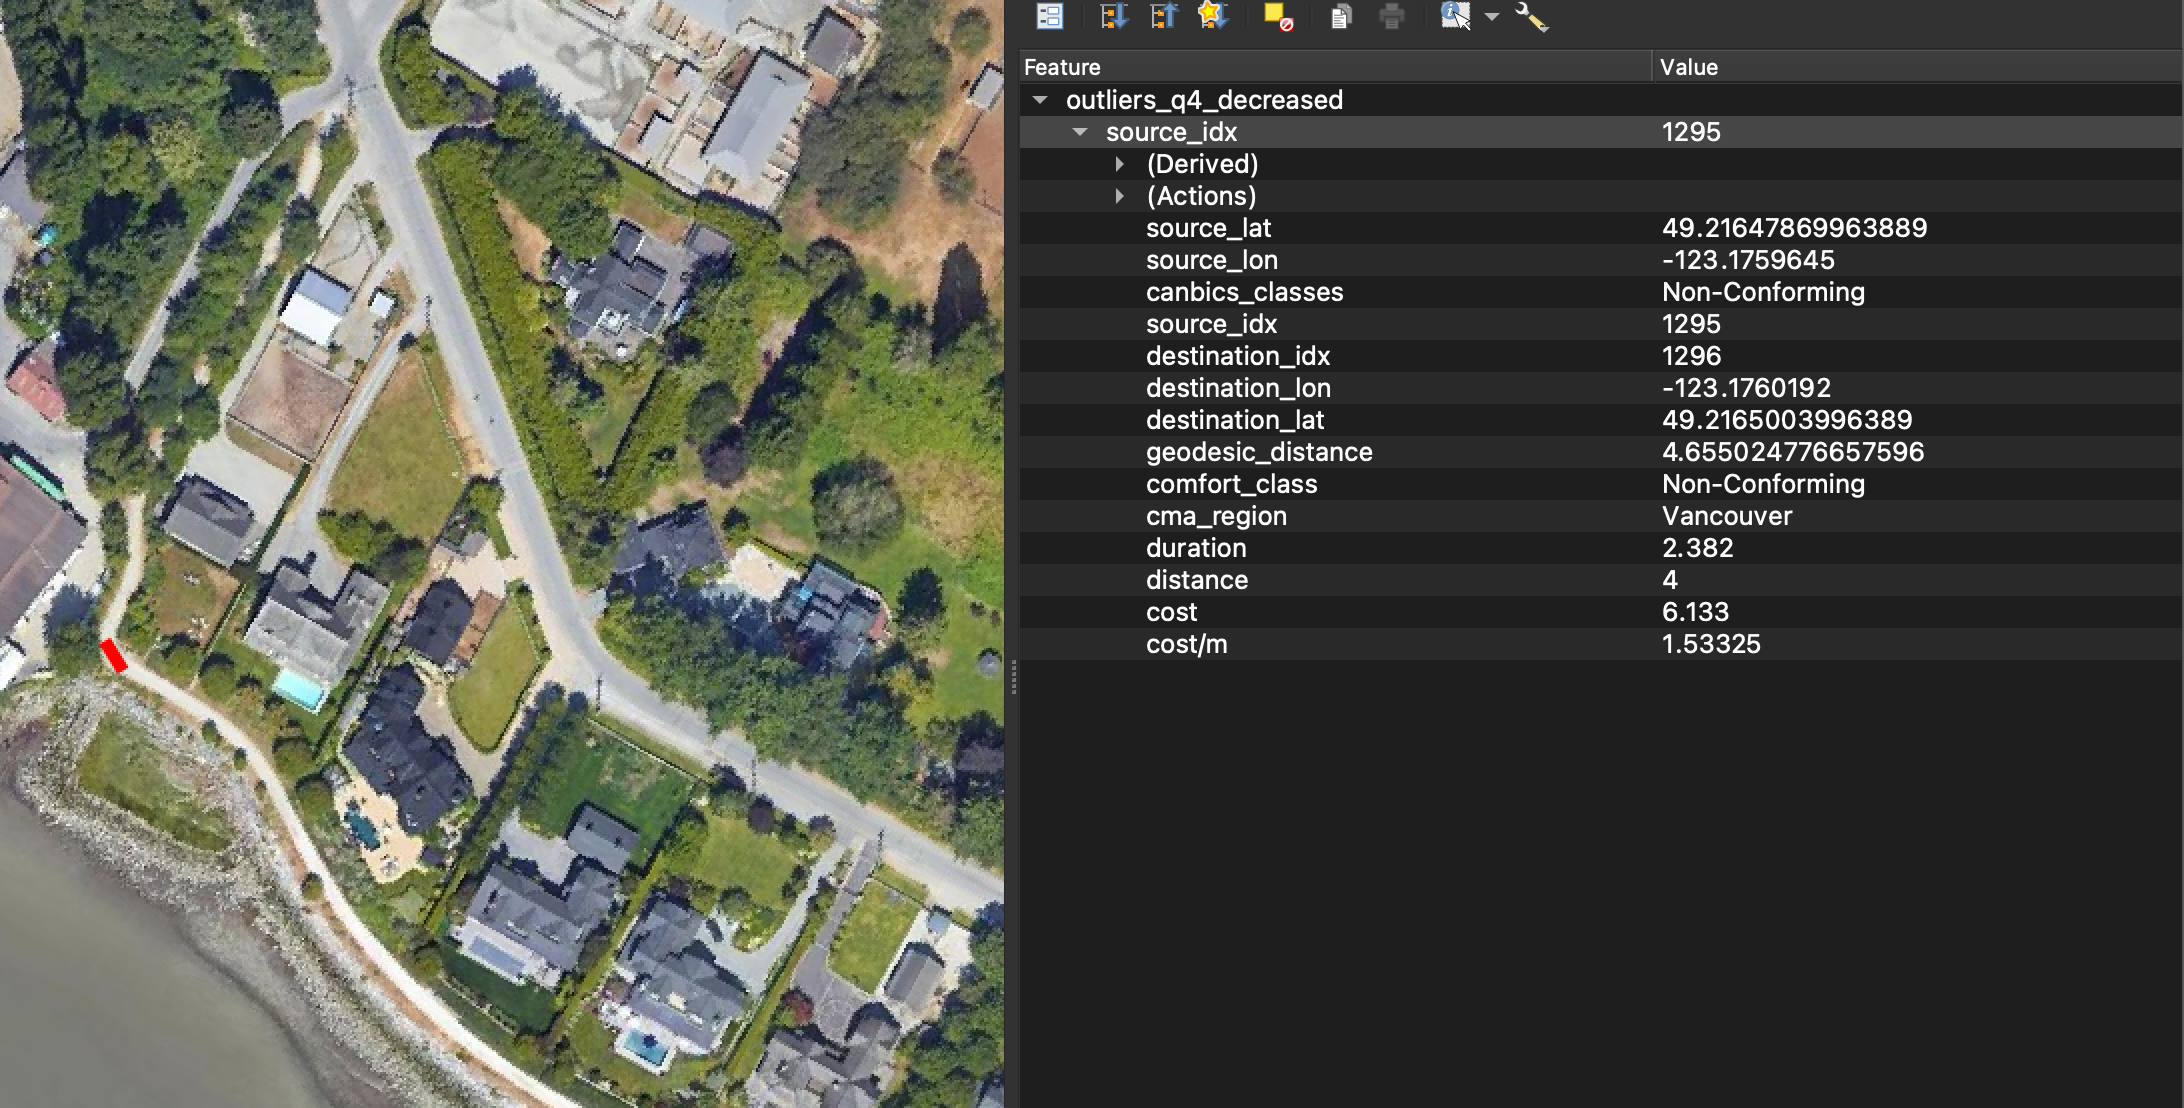 Feature Value
outliers_q4_decreased
source_idx 1295
(Derived)
(Actions)
source_lat 49.21647869963889
source_lon -123.1759645
canbics_classes Non-Conforming
source_idx 1295
destination_idx 1296
destination_lon -123.1760192
destination_lat 49.2165003996389
geodesic_distance 4.655024776657596
comfort_class Non-Conforming
cma_region Vancouver
duration 2.382
distance 4
cost 6.133
cost/m 1.53325